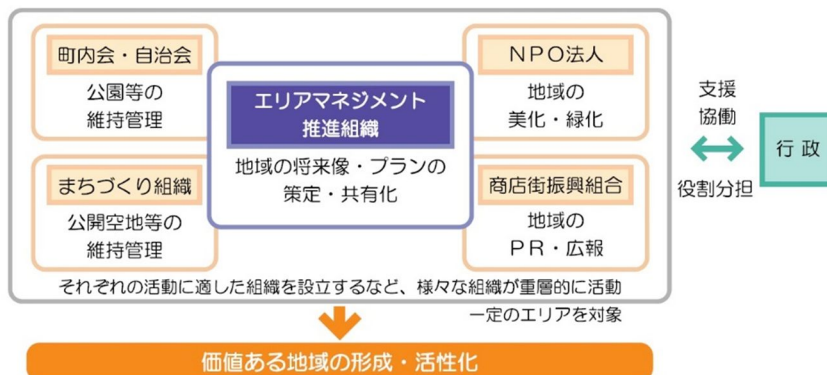 町内会・自治会
公園等の
維持管理
エリアマネジメント
推進組織
地域の将来像・プランの
策定・共有化
NPO法人
地域の
美化・緑化
まちづくり組織
公開空地等の
維持管理
商店街振興組合
地域の
PR・広報
それぞれの活動に適した組織を設立するなど、様々な組織が重層的に活動
一定のエリアを対象
支援
協働
役割分担
行政
価値ある地域の形成・活性化